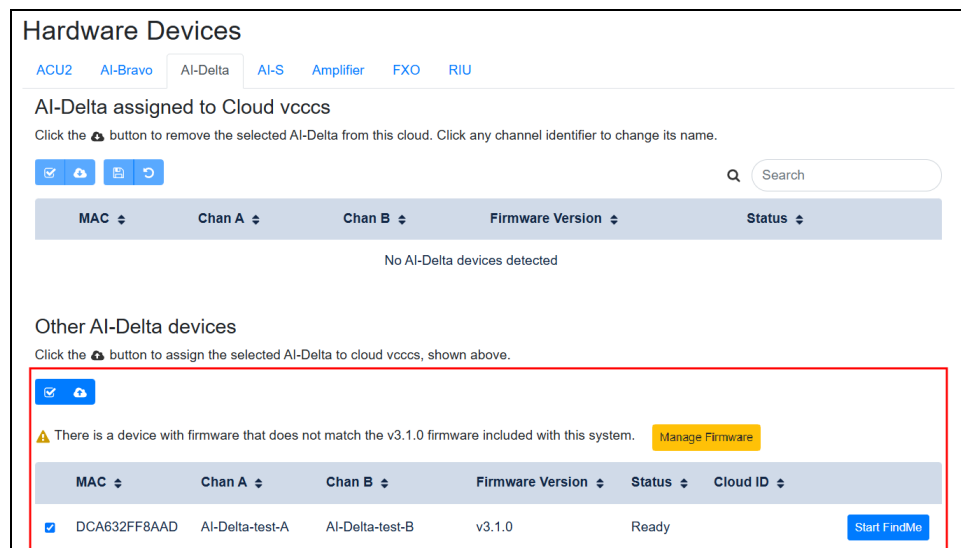 Hardware Devices
ACU2 AI-Bravo AI-Delta AI-S Amplifier FXO RIU
AI-Delta assigned to Cloud vcccs
Click the button to remove the selected AI-Delta from this cloud. Click any channel identifier to change its name.
Search
MAC Chan A Chan B Firmware Version Status
No AI-Delta devices detected
Other AI-Delta devices
Click the button to assign the selected AI-Delta to cloud vcccs, shown above.
There is a device with firmware that does not match the v3.1.0 firmware included with this system. Manage Firmware
MAC Chan A Chan B Firmware Version Status Cloud ID
DCA632FF8AAD AI-Delta-test-A AI-Delta-test-B v3.1.0 Ready Start FindMe